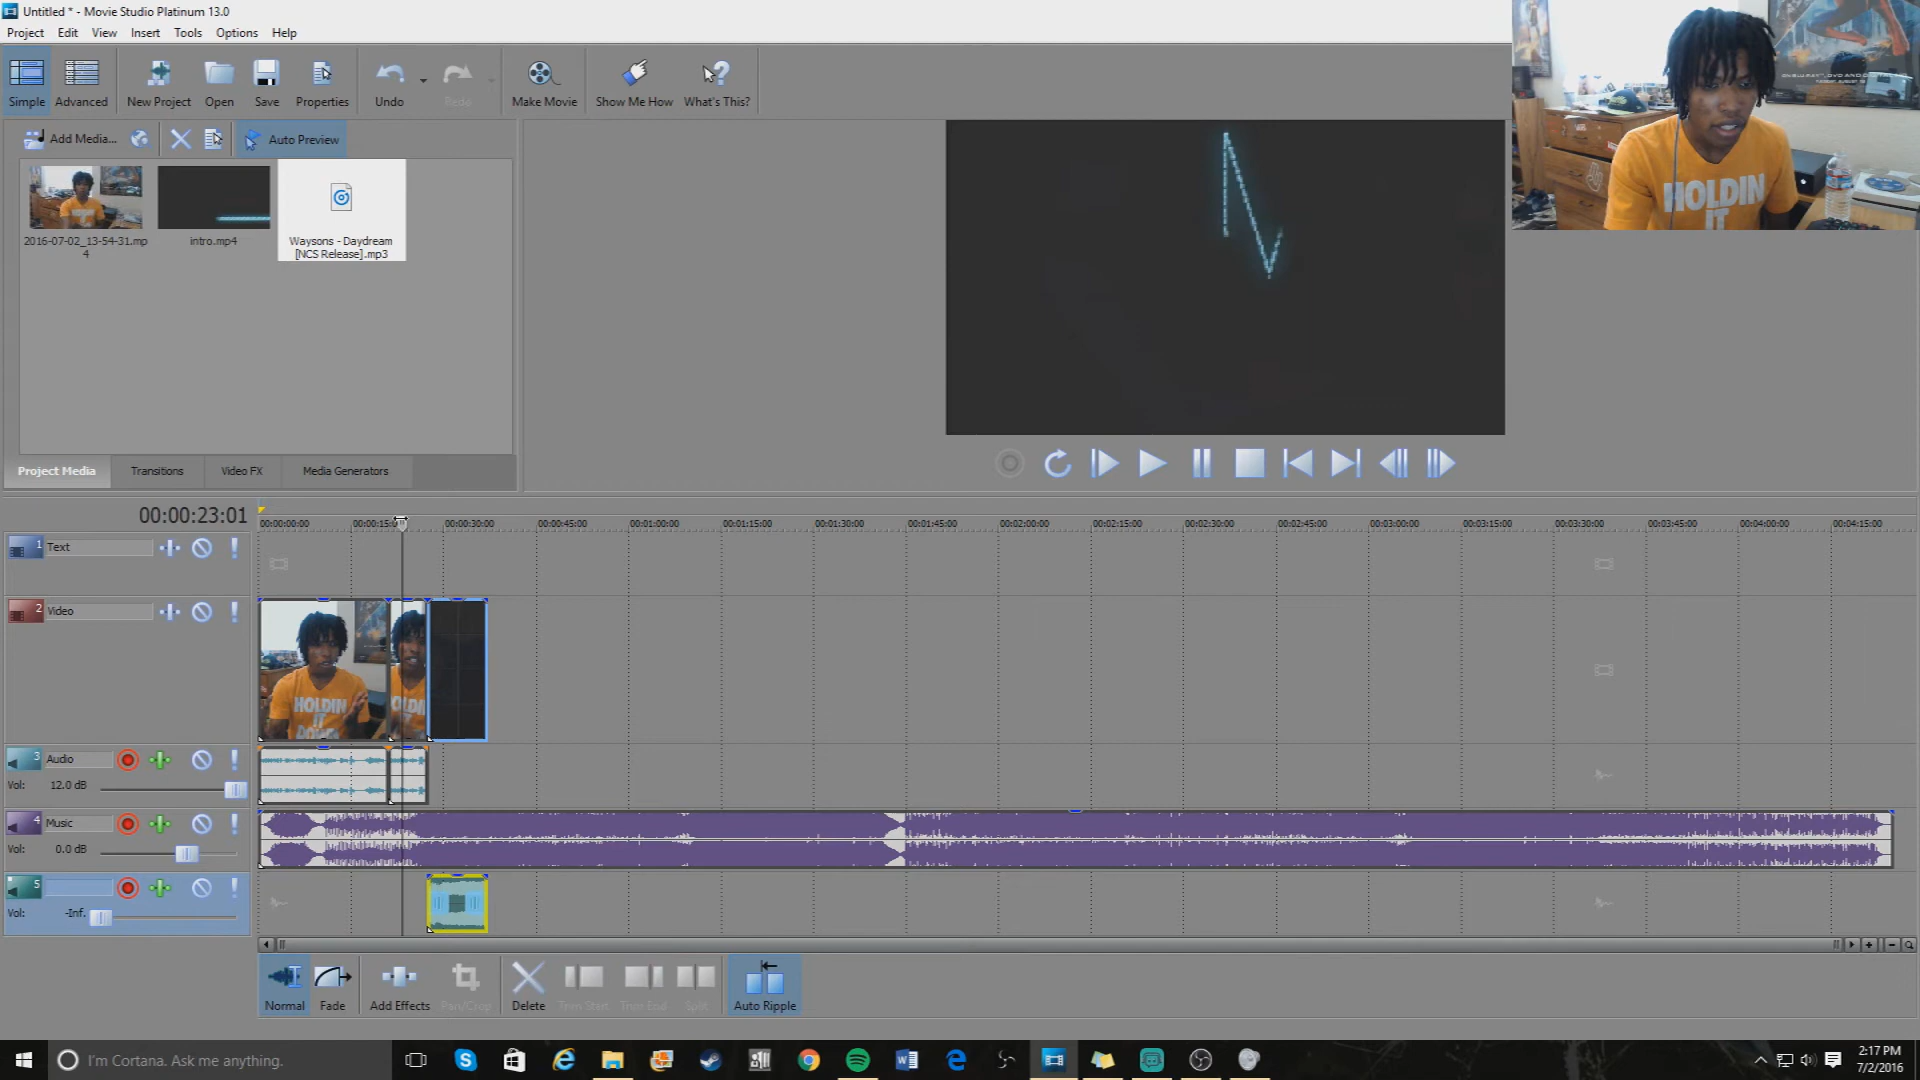 Untitled * - Movie Studio Platinum 13.0
Project Edit View Insert Tools Options Help
Simple Advanced New Project Open Save Properties Undo Redo Make Movie Show Me How What's This?
Add Media... Auto Preview
2016-07-02_13-54-31.mp
4
intro.mp4
Waysons - Daydream
[NCS Release].mp3
Project Media Transitions Video FX Media Generators
HOLDIN
IT
00:00:23:01
00:00:00:00 00:00:15:0 00:00:30:00 00:00:45:00 00:01:00:00 00:01:15:00 00:01:30:00 00:01:45:00 00:02:00:00 00:02:15:00 00:02:30:00 00:02:45:00 00:03:00:00 00:03:15:00 00:03:30:00 00:03:45:00 00:04:00:00 00:04:15:00
1 Text
2 Video
HOLDIN
IT
3 Audio
Vol: 12.0 dB
4 Music
Vol: 0.0 dB
5
Vol: -Inf.
Normal Fade Add Effects Pan/Crop Delete Trim Start Trim End Split Auto Ripple
I'm Cortana. Ask me anything.
2:17 PM
7/2/2016